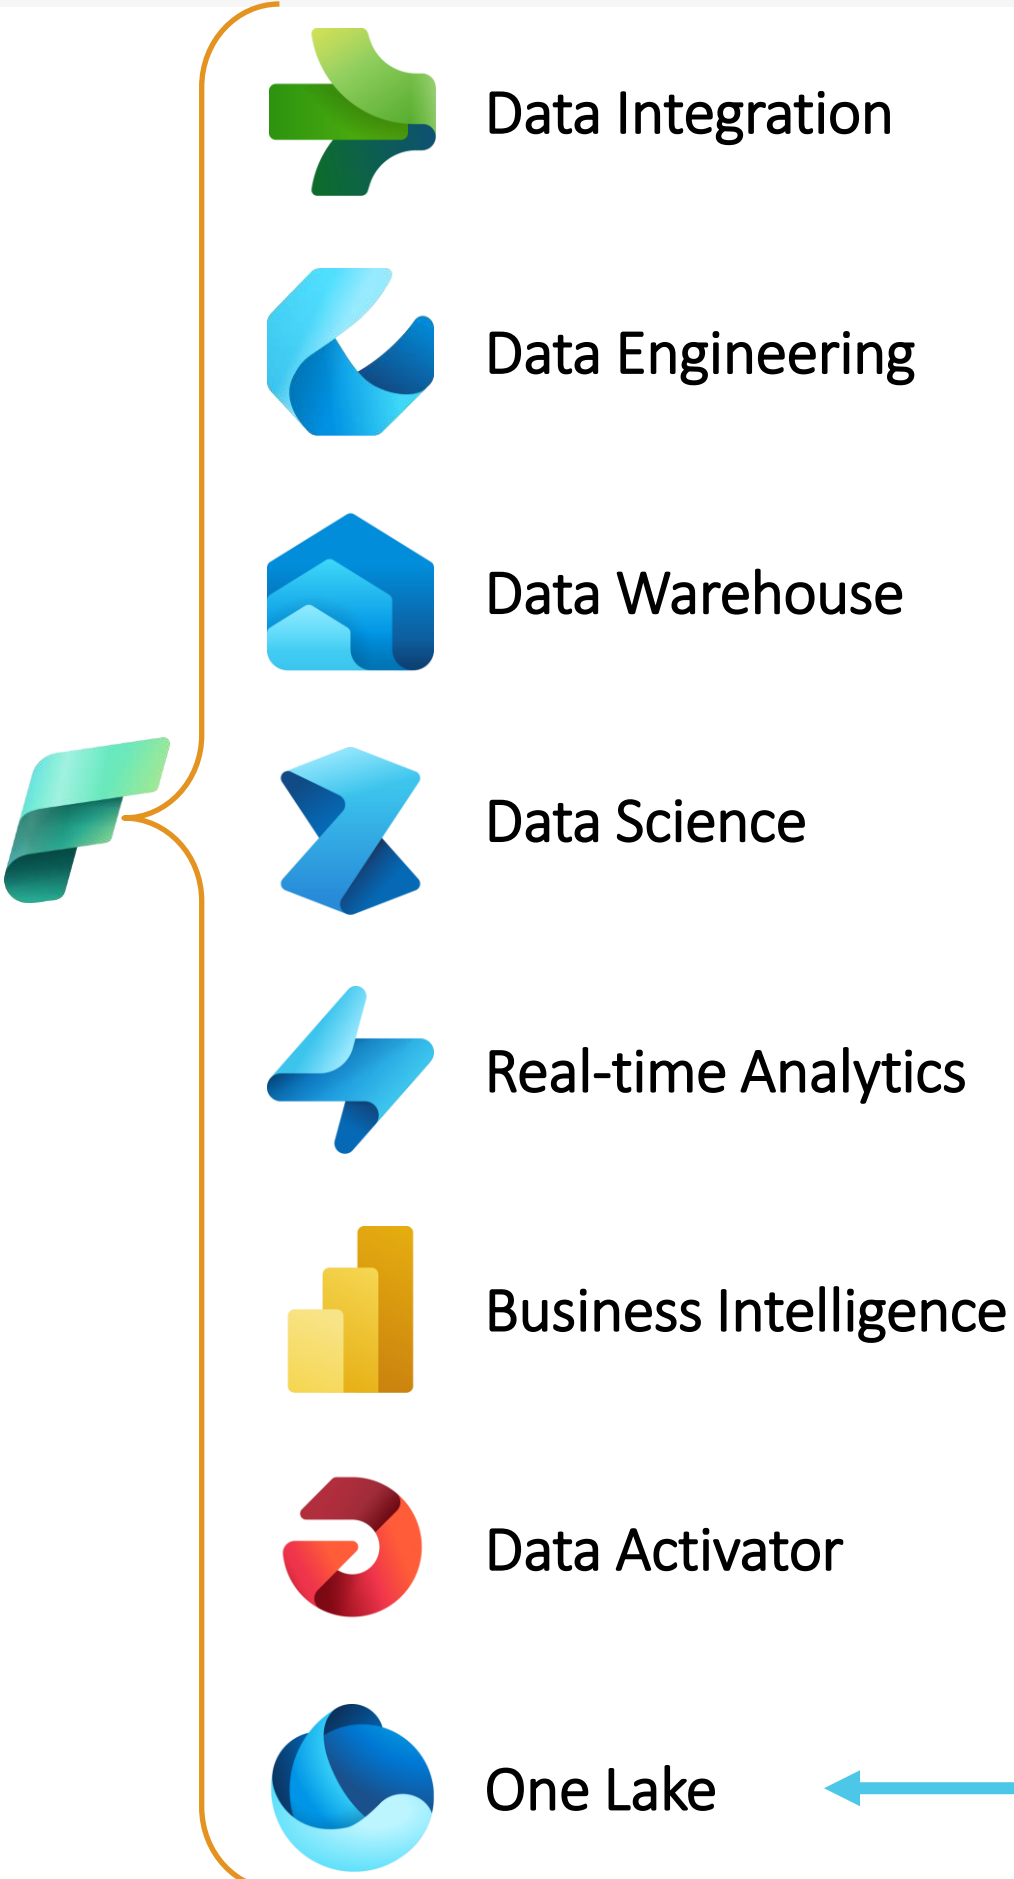 Data Integration
Data Engineering
Data Warehouse
Data Science
Real-time Analytics
Business Intelligence
Data Activator
One Lake